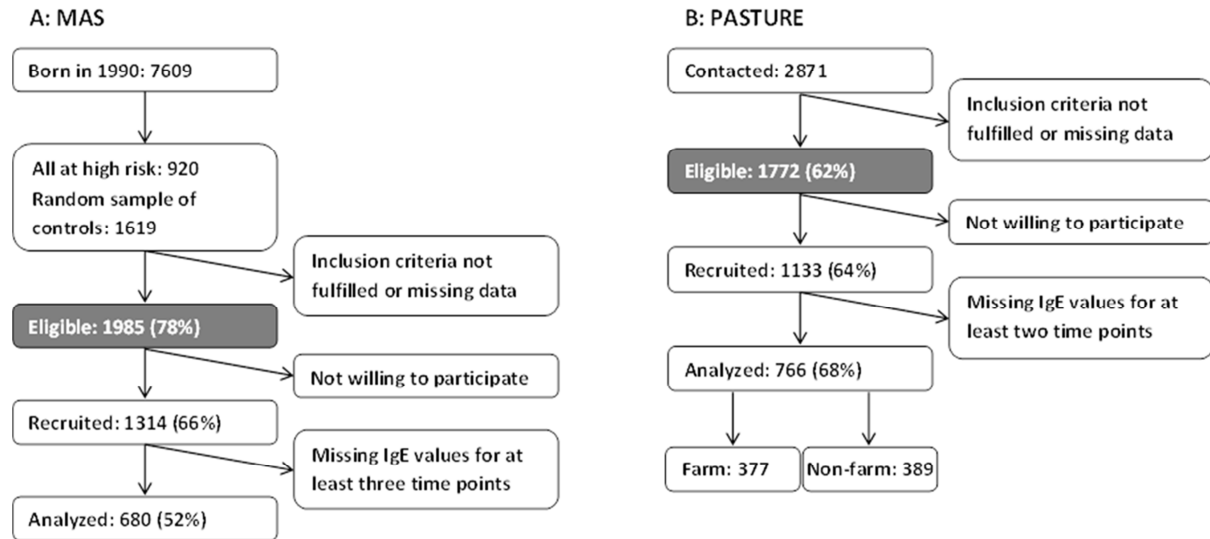 A: MAS
Born in 1990: 7609
All at high risk: 920
Random sample of
controls: 1619
Inclusion criteria not
fulfilled or missing data
Eligible: 1985 (78%)
Not willing to participate
Recruited: 1314 (66%)
Missing IgE values for at
least three time points
Analyzed: 680 (52%)
B: PASTURE
Contacted: 2871
Inclusion criteria not
fulfilled or missing data
Eligible: 1772 (62%)
Not willing to participate
Recruited: 1133 (64%)
Missing IgE values for at
least two time points
Analyzed: 766 (68%)
Farm: 377
Non-farm: 389